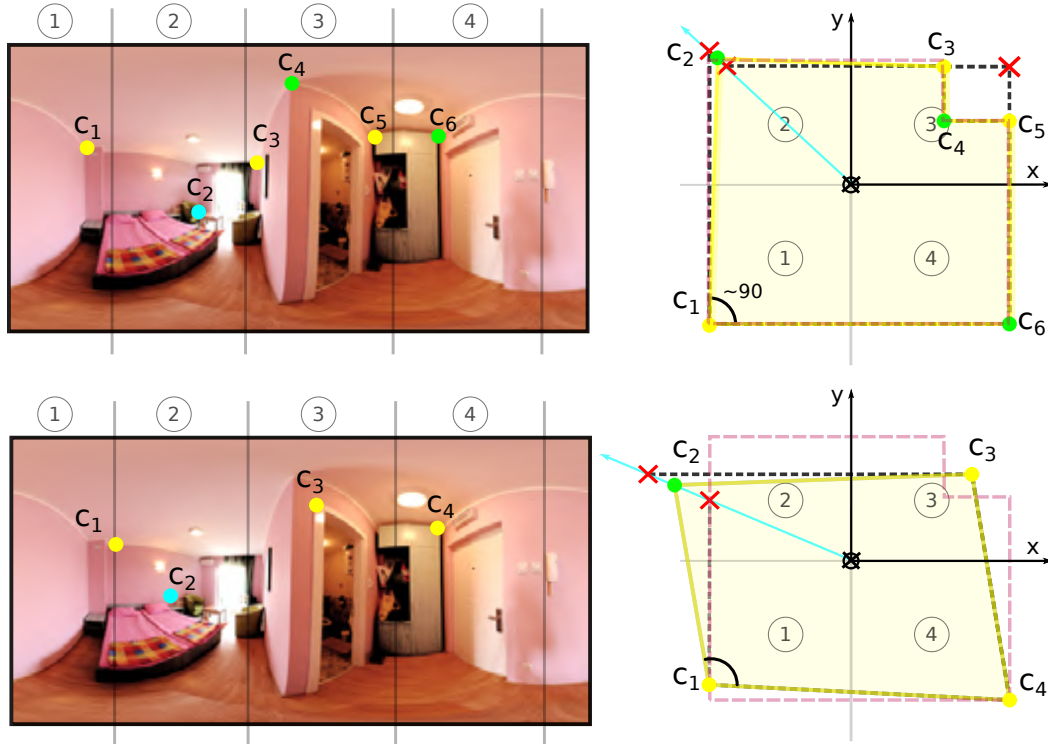 1 2 3 4
c1 c2 c3 c4 c5 c6
y
c2 c3
2 3
c4 c5
x
1 4
~90
c1 c6
1 2 3 4
c1 c2 c3 c4
y
c2 c3
2 3
x
1 4
c1 c4